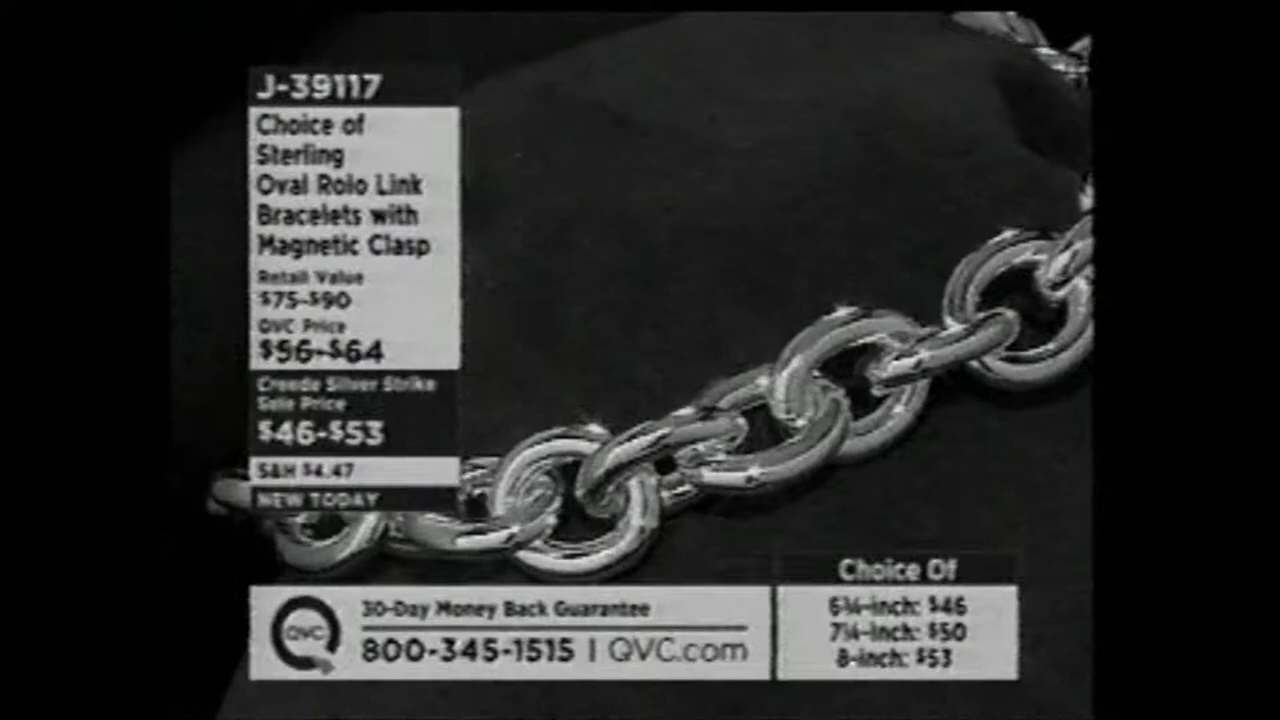 J-39117
Choice of
Sterling
Oval Rolo Link
Bracelets with
Magnetic Clasp
Retail Value
$75-$90
QVC Price
$56-$64
Creede Silver Strike
Sale Price
$46-$53
S&H $4.47
NEW TODAY
QVC
30-Day Money Back Guarantee
800-345-1515 | QVC.com
Choice Of
6¾-inch: $46
7¼-inch: $50
8-inch: $53